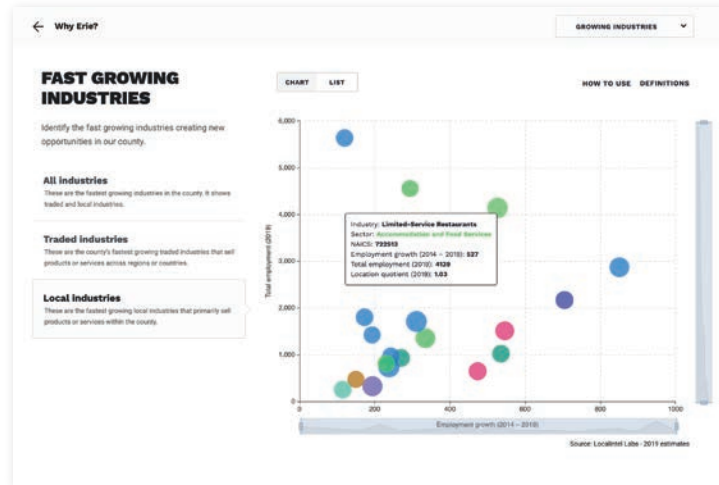 Why Erie?
GROWING INDUSTRIES
FAST GROWING
INDUSTRIES
Identify the fast growing industries creating new
opportunities in our county.
All industries
These are the fastest growing industries in the county. It shows
traded and local industries.
Traded industries
These are the county's fastest growing traded industries that sell
products or services across regions or countries.
Local industries
These are the fastest growing local industries that primarily sell
products or services within the county.
CHART LIST
HOW TO USE DEFINITIONS
6,000
5,000
4,000
3,000
2,000
1,000
0
Total employment (2019)
Industry: Limited-Service Restaurants
Sector: Accommodation and Food Services
NAICS: 722513
Employment growth (2014 – 2019): 527
Total employment (2019): 4129
Location quotient (2019): 1.03
0 200 400 600 800 1000
Employment growth (2014 – 2019)
Source: LocalIntel Labs - 2019 estimates